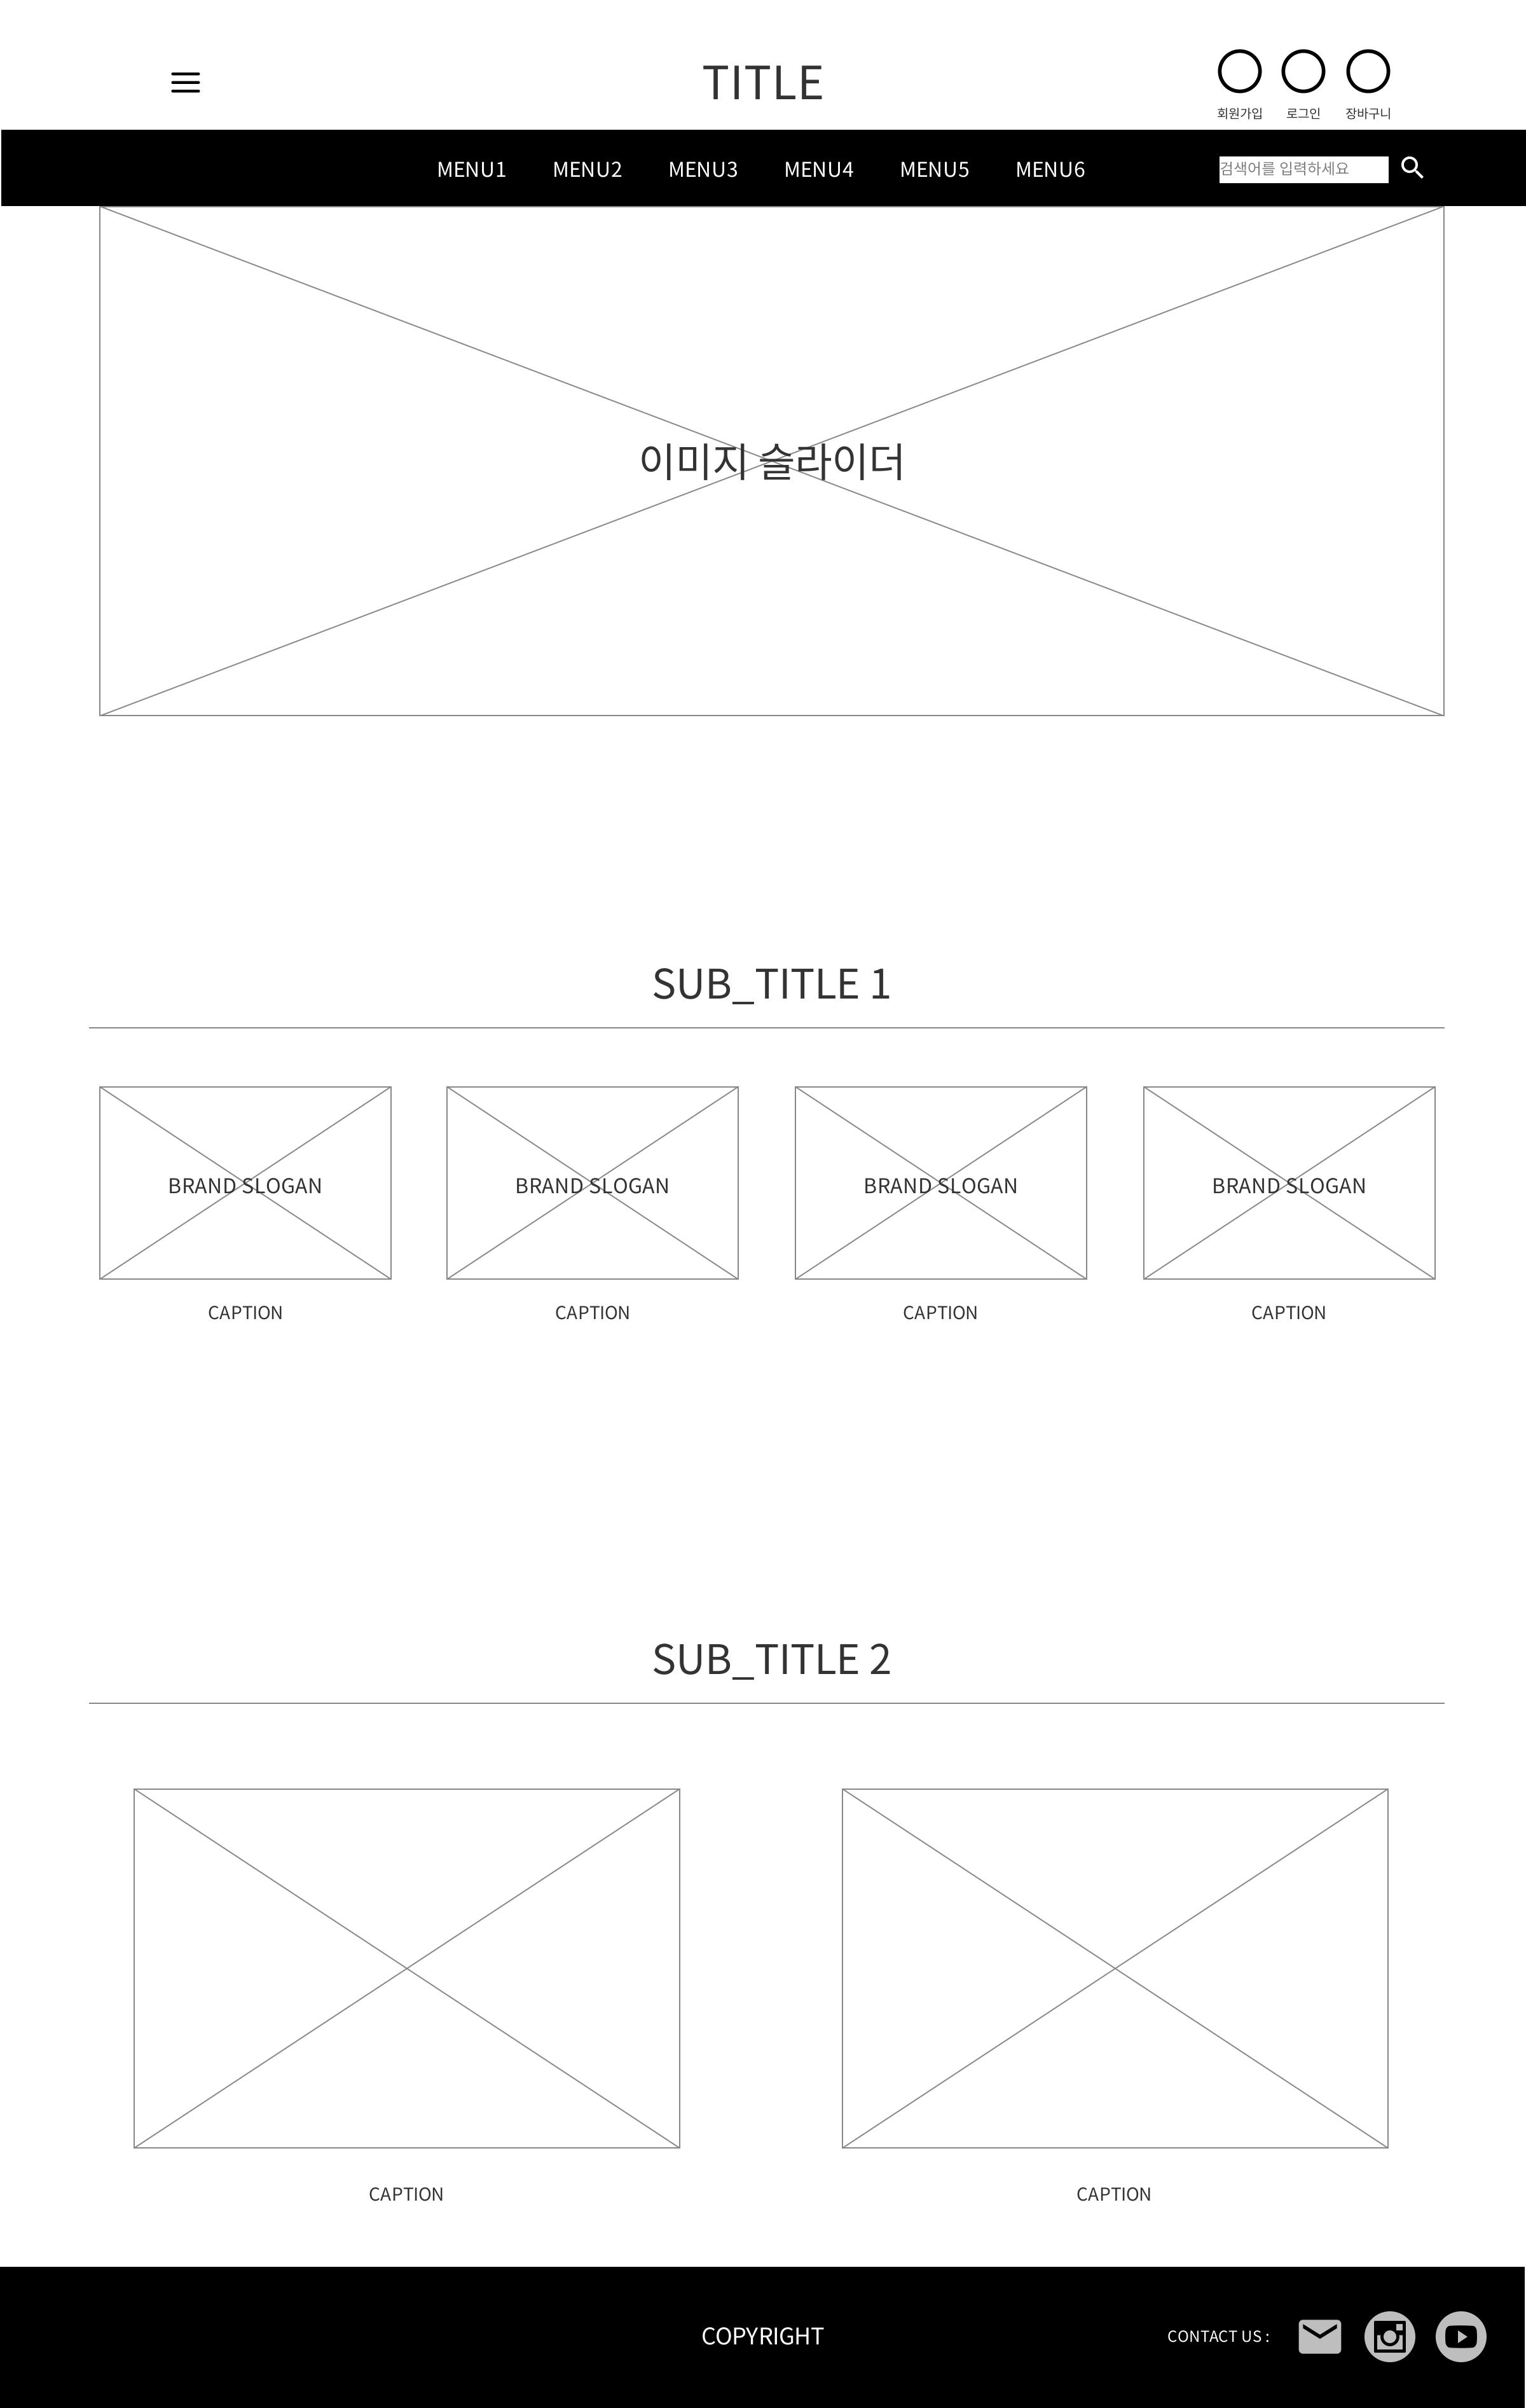 TITLE
회원가입 로그인 장바구니
MENU1 MENU2 MENU3 MENU4 MENU5 MENU6 검색어를 입력하세요
이미지 슬라이더
SUB_TITLE 1
BRAND SLOGAN BRAND SLOGAN BRAND SLOGAN BRAND SLOGAN
CAPTION CAPTION CAPTION CAPTION
SUB_TITLE 2
CAPTION CAPTION
COPYRIGHT CONTACT US :